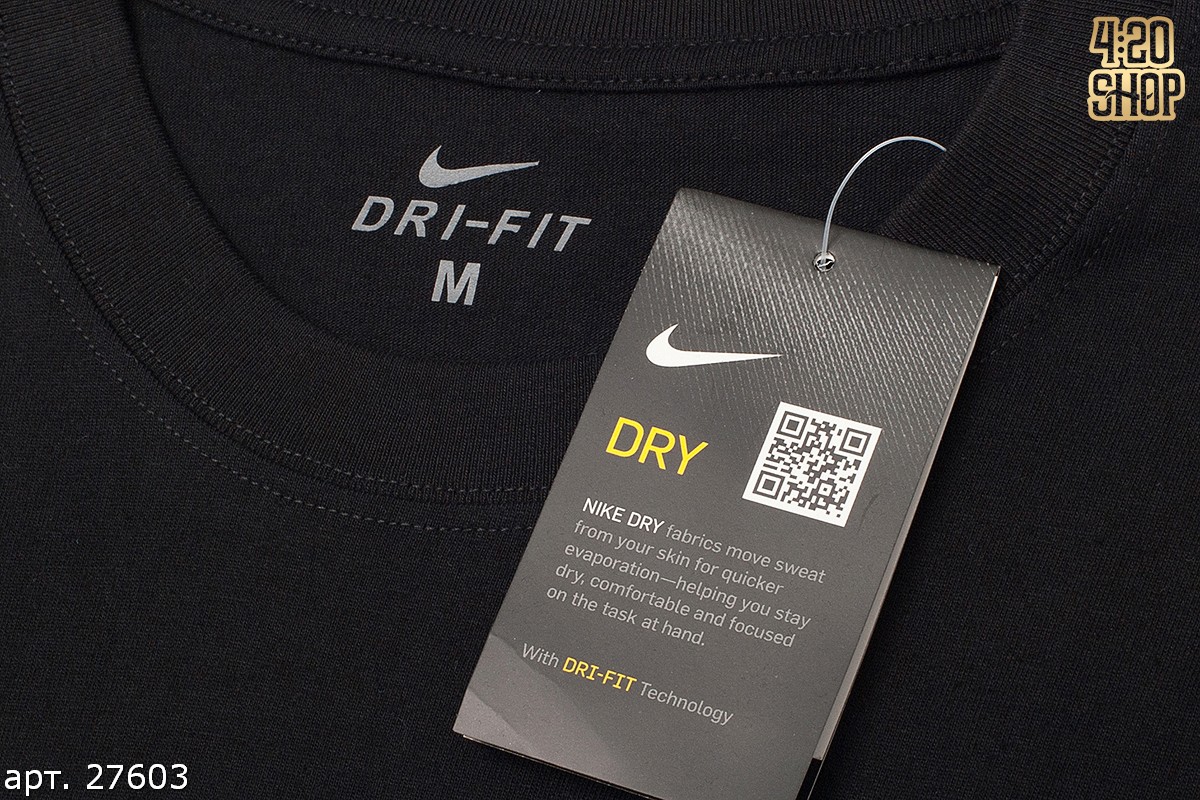 4:20
SHOP
DRI-FIT
M
DRY
NIKE DRY fabrics move sweat
from your skin for quicker
evaporation—helping you stay
dry, comfortable and focused
on the task at hand.
With DRI-FIT Technology
арт. 27603